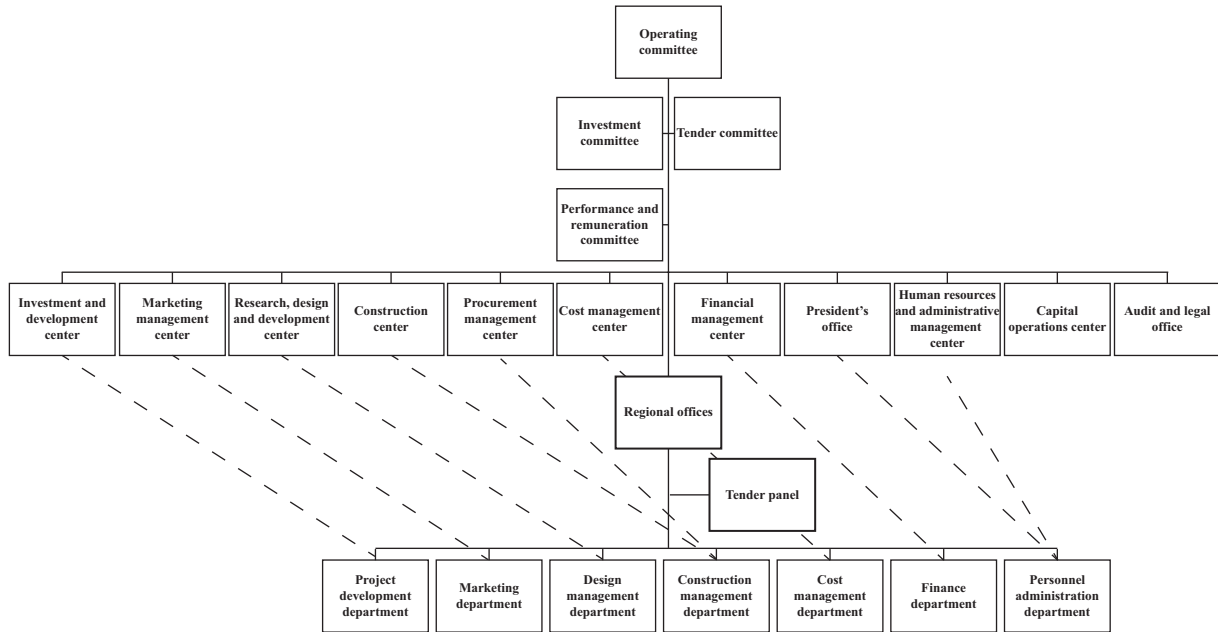 Operating
committee
Investment
committee
Tender committee
Performance and
remuneration
committee
Investment and
development
center
Marketing
management
center
Research, design
and development
center
Construction
center
Procurement
management
center
Cost management
center
Financial
management
center
President's
office
Human resources
and administrative
management
center
Capital
operations center
Audit and legal
office
Regional offices
Tender panel
Project
development
department
Marketing
department
Design
management
department
Construction
management
department
Cost
management
department
Finance
department
Personnel
administration
department